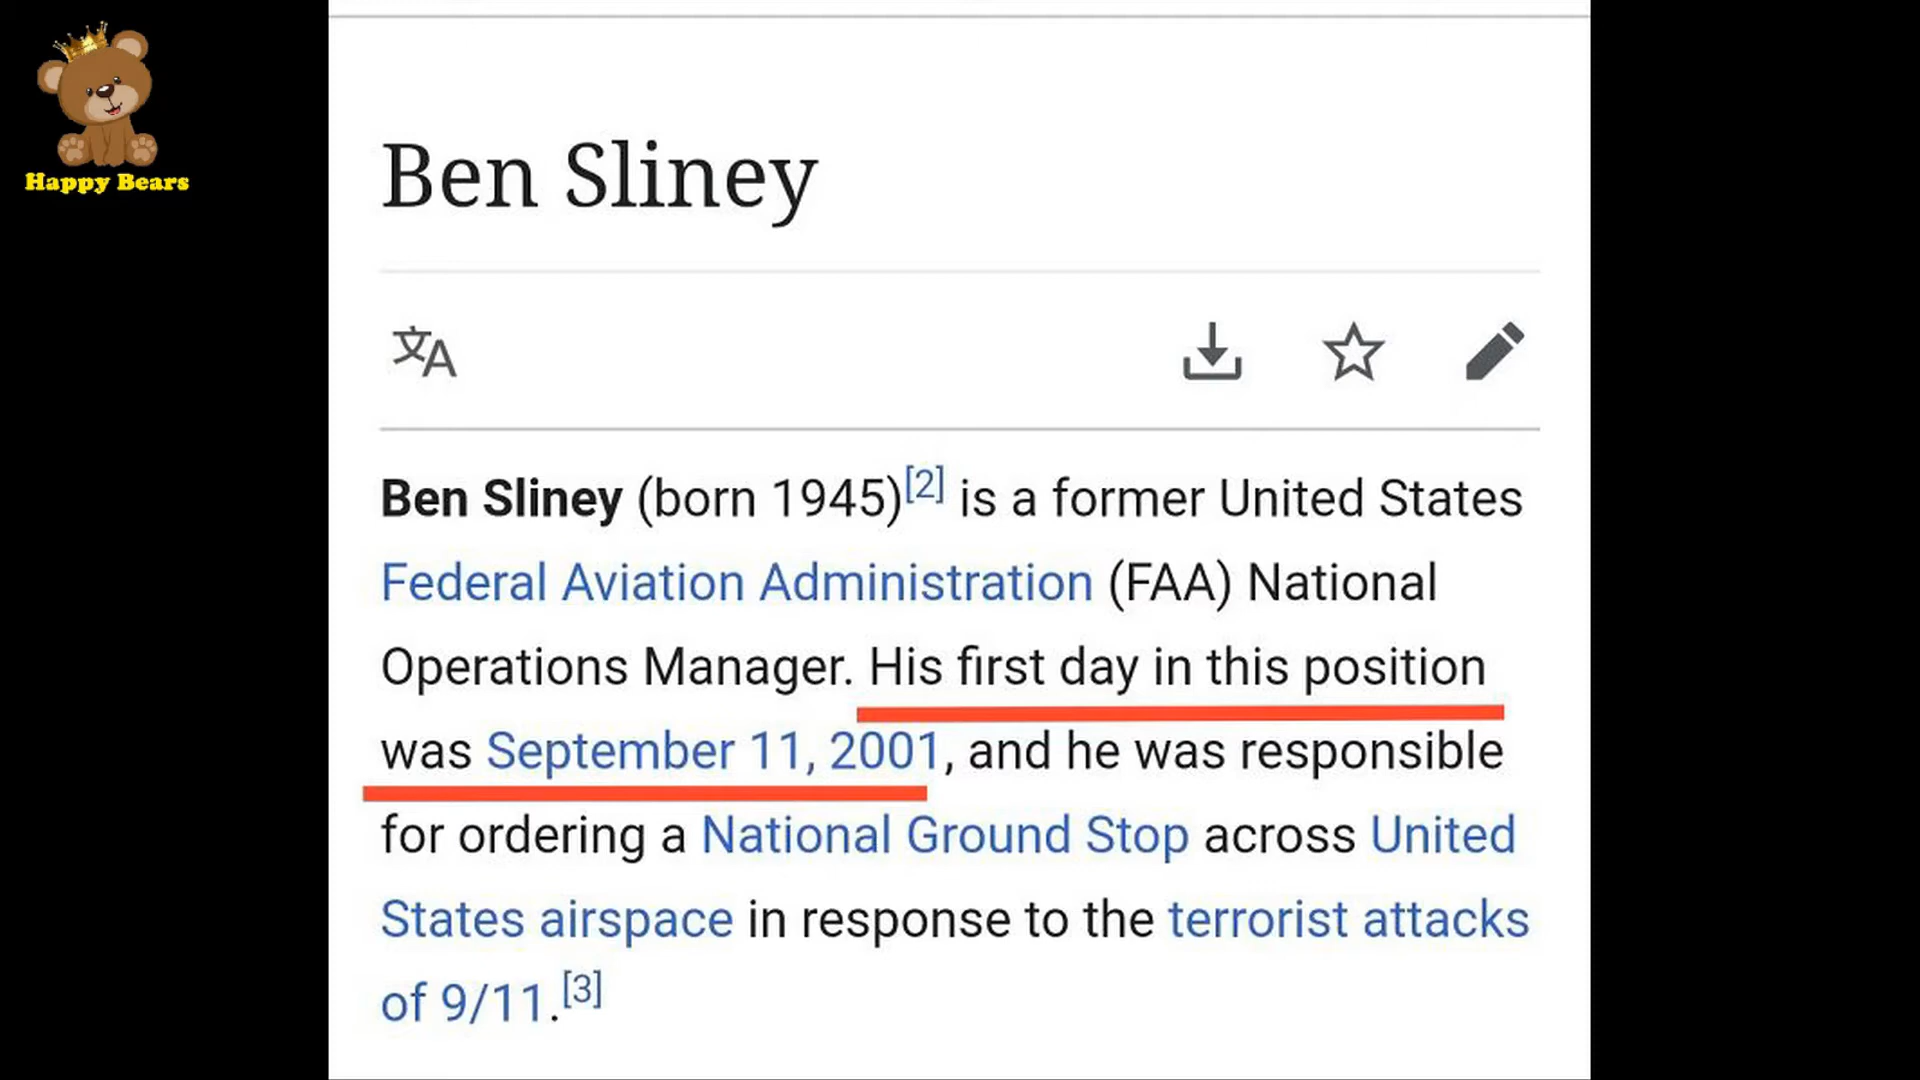 Happy Bears
Ben Sliney
文A
Ben Sliney (born 1945)[2] is a former United States
Federal Aviation Administration (FAA) National
Operations Manager. His first day in this position
was September 11, 2001, and he was responsible
for ordering a National Ground Stop across United
States airspace in response to the terrorist attacks
of 9/11.[3]